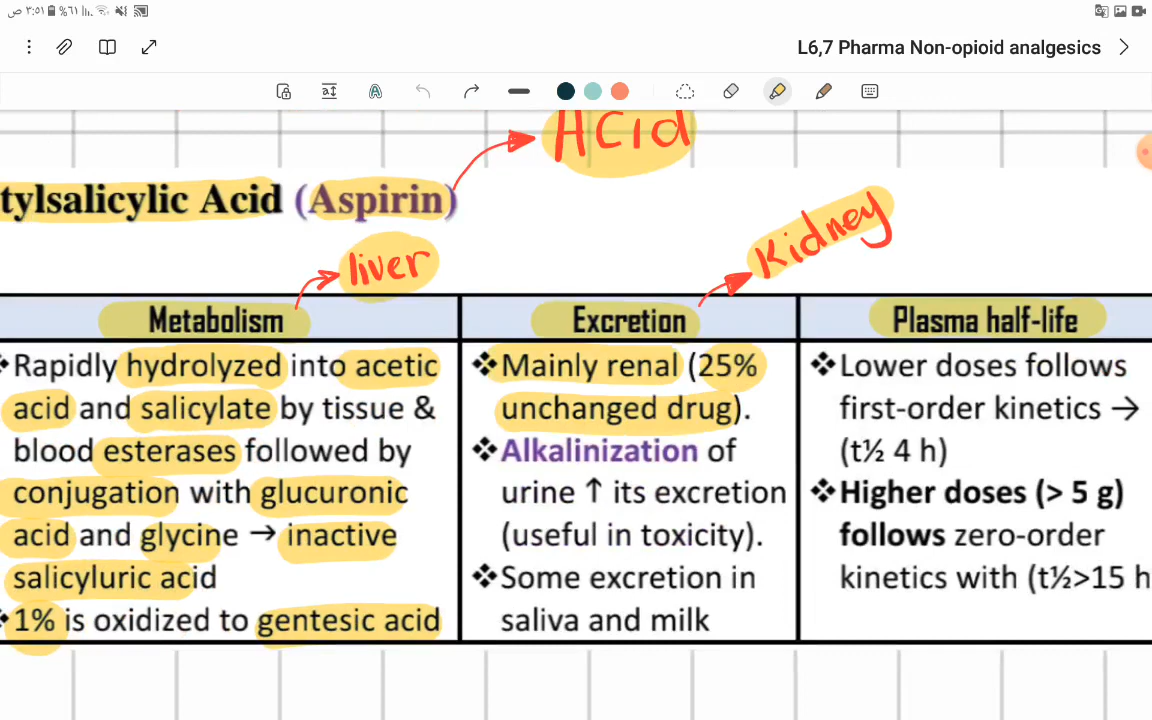 ص ٣:٥١ ٪٦١
L6,7 Pharma Non-opioid analgesics
Acid
tylsalicylic Acid (Aspirin)
liver
Kidney
Metabolism
Rapidly hydrolyzed into acetic
acid and salicylate by tissue &
blood esterases followed by
conjugation with glucuronic
acid and glycine → inactive
salicyluric acid
1% is oxidized to gentesic acid
Excretion
❖Mainly renal (25%
unchanged drug).
❖Alkalinization of
urine ↑ its excretion
(useful in toxicity).
❖Some excretion in
saliva and milk
Plasma half-life
❖Lower doses follows
first-order kinetics →
(t½ 4 h)
❖Higher doses (> 5 g)
follows zero-order
kinetics with (t½>15 h